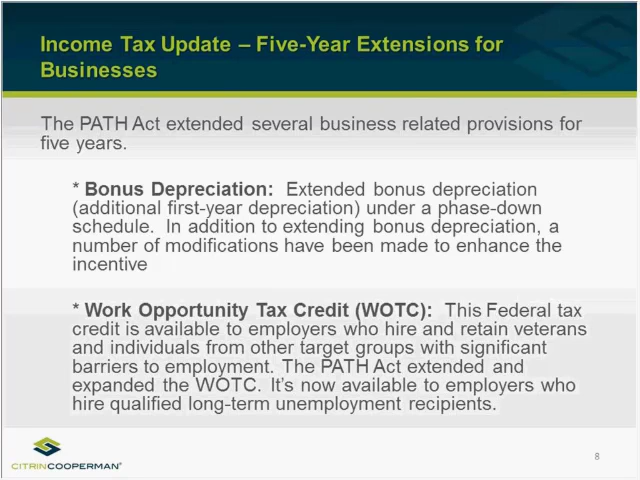 Income Tax Update – Five-Year Extensions for
Businesses
The PATH Act extended several business related provisions for
five years.
* Bonus Depreciation: Extended bonus depreciation
(additional first-year depreciation) under a phase-down
schedule. In addition to extending bonus depreciation, a
number of modifications have been made to enhance the
incentive
* Work Opportunity Tax Credit (WOTC): This Federal tax
credit is available to employers who hire and retain veterans
and individuals from other target groups with significant
barriers to employment. The PATH Act extended and
expanded the WOTC. It's now available to employers who
hire qualified long-term unemployment recipients.
CITRINCOOPERMAN®
8